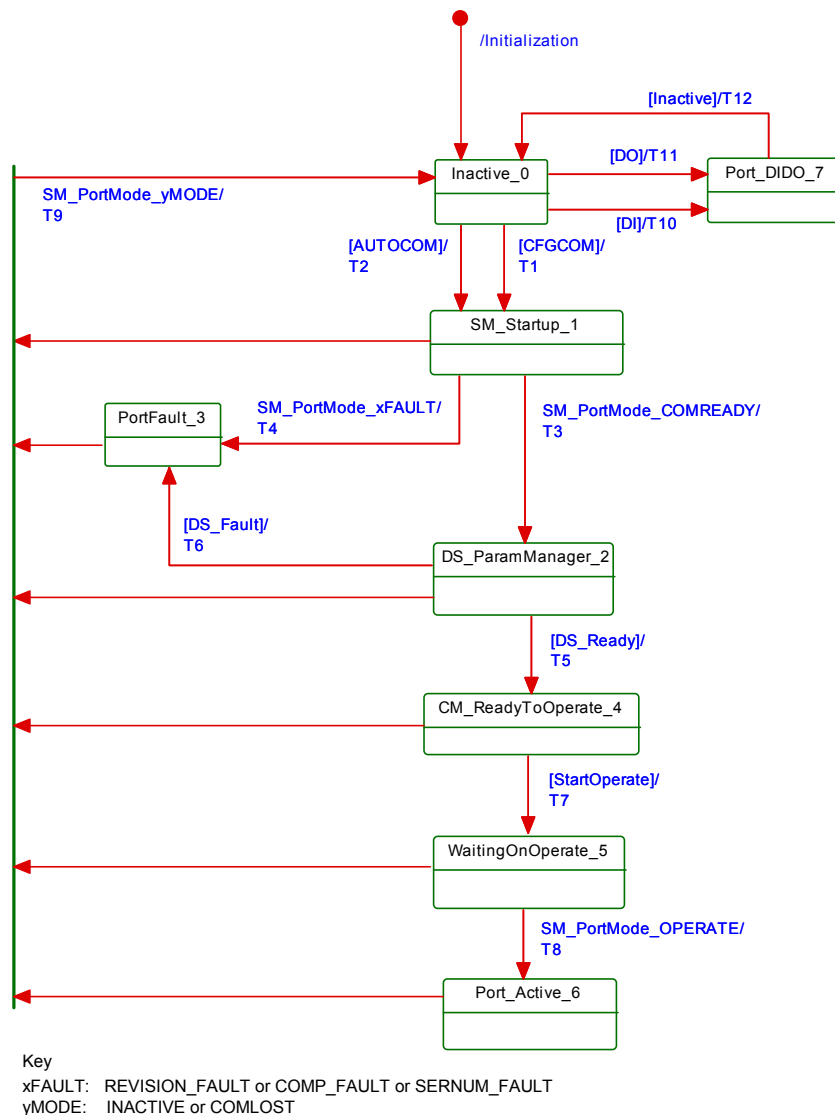 /Initialization
[Inactive]/T12
Inactive_0
[DO]/T11
Port_DIDO_7
SM_PortMode_yMODE/
T9
[DI]/T10
[AUTOCOM]/
T2
[CFGCOM]/
T1
SM_Startup_1
PortFault_3
SM_PortMode_xFAULT/
T4
SM_PortMode_COMREADY/
T3
[DS_Fault]/
T6
DS_ParamManager_2
[DS_Ready]/
T5
CM_ReadyToOperate_4
[StartOperate]/
T7
WaitingOnOperate_5
SM_PortMode_OPERATE/
T8
Port_Active_6
Key
xFAULT: REVISION_FAULT or COMP_FAULT or SERNUM_FAULT
yMODE: INACTIVE or COMLOST